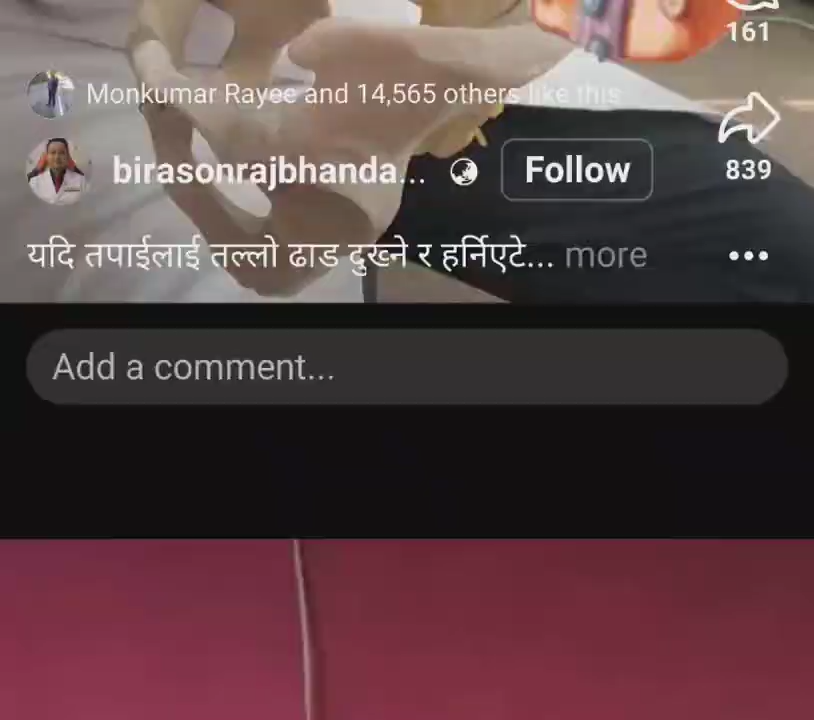 161
Monkumar Rayee and 14,565 others like this
birasonrajbhanda... Follow
839
यदि तपाईलाई तल्लो ढाड दुख्ने र हर्निएटे... more
Add a comment...